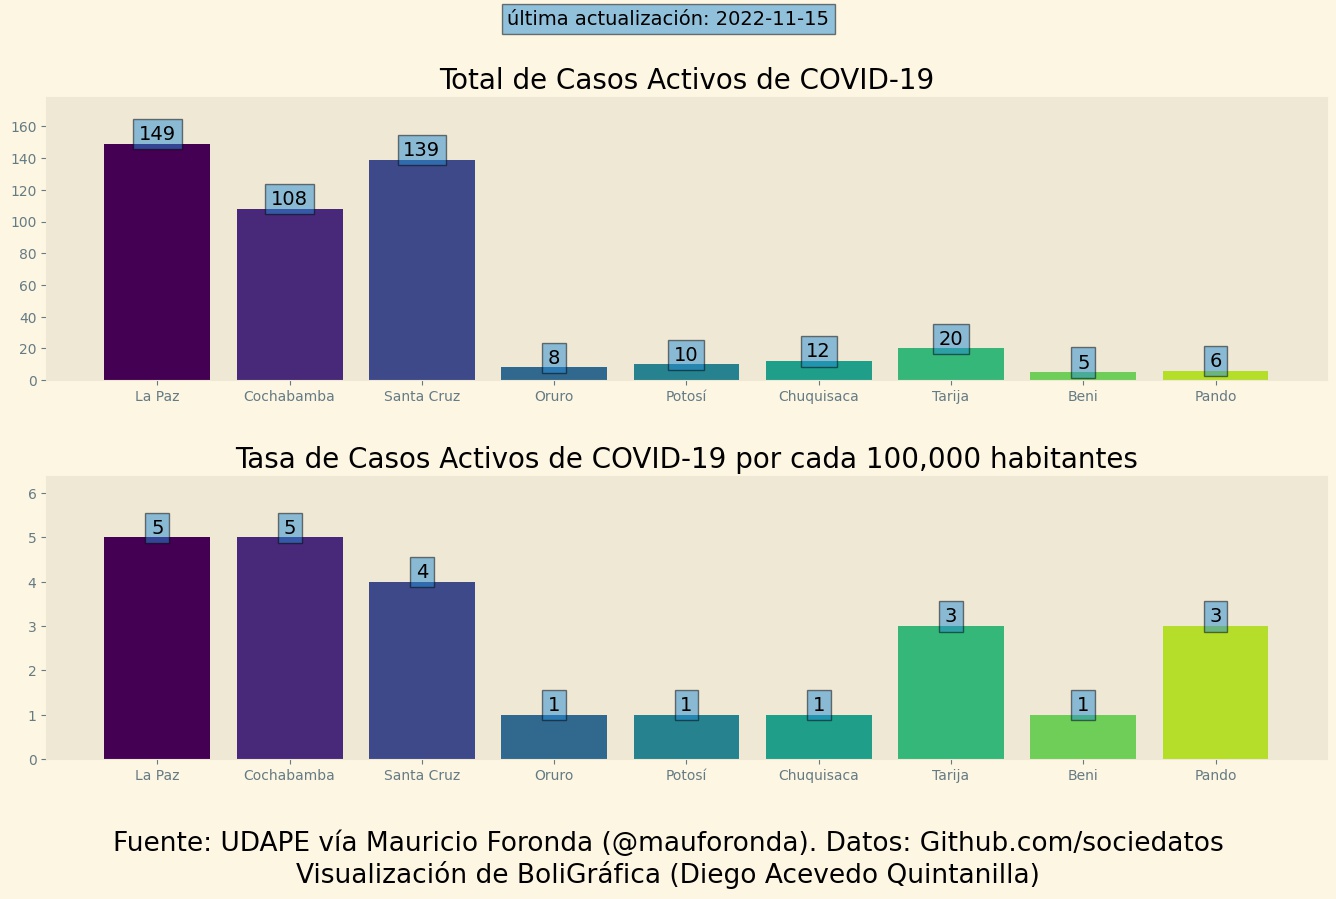 última actualización: 2022-11-15
Total de Casos Activos de COVID-19
160
140
120
100
80
60
40
20
0
149
108
139
8
10
12
20
5
6
La Paz
Cochabamba
Santa Cruz
Oruro
Potosí
Chuquisaca
Tarija
Beni
Pando
Tasa de Casos Activos de COVID-19 por cada 100,000 habitantes
6
5
4
3
2
1
0
5
5
4
1
1
1
3
1
3
La Paz
Cochabamba
Santa Cruz
Oruro
Potosí
Chuquisaca
Tarija
Beni
Pando
Fuente: UDAPE vía Mauricio Foronda (@mauforonda). Datos: Github.com/sociedatos
Visualización de BoliGráfica (Diego Acevedo Quintanilla)